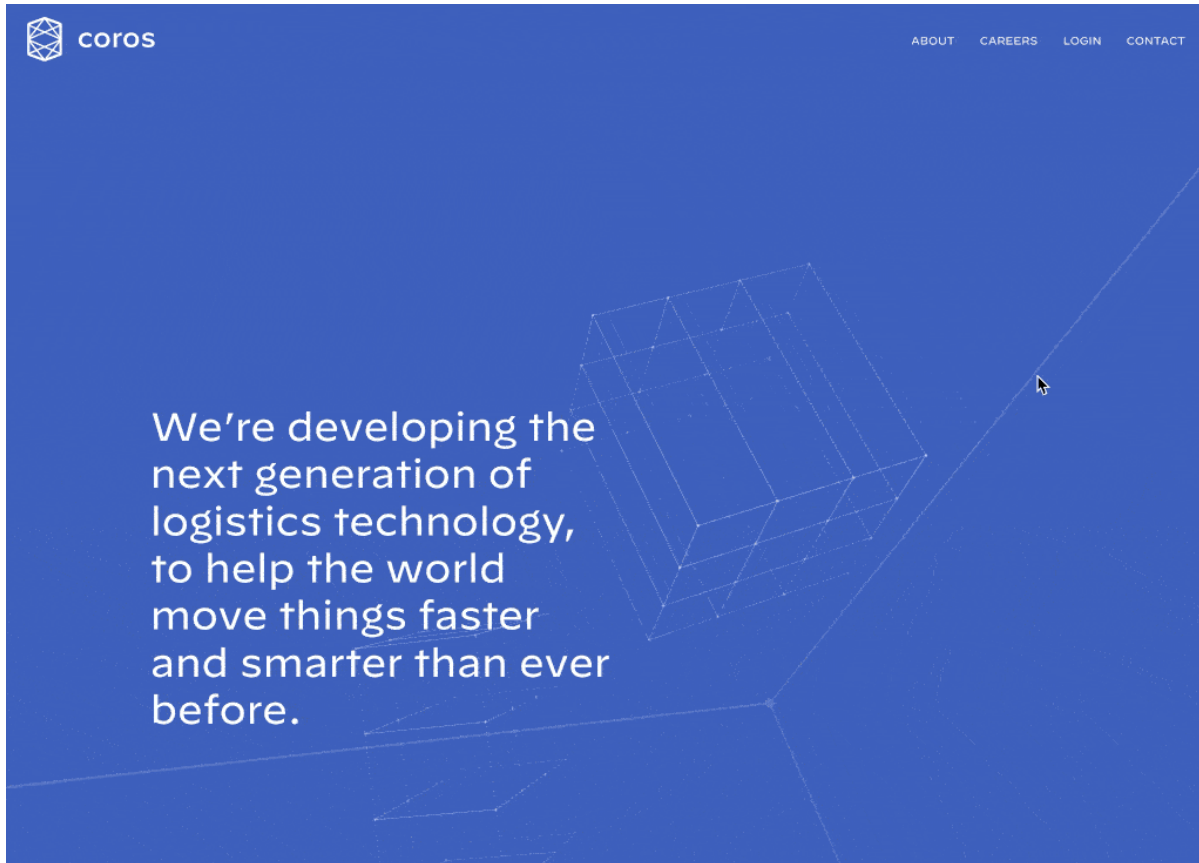 coros
ABOUT CAREERS LOGIN CONTACT
We’re developing the
next generation of
logistics technology,
to help the world
move things faster
and smarter than ever
before.